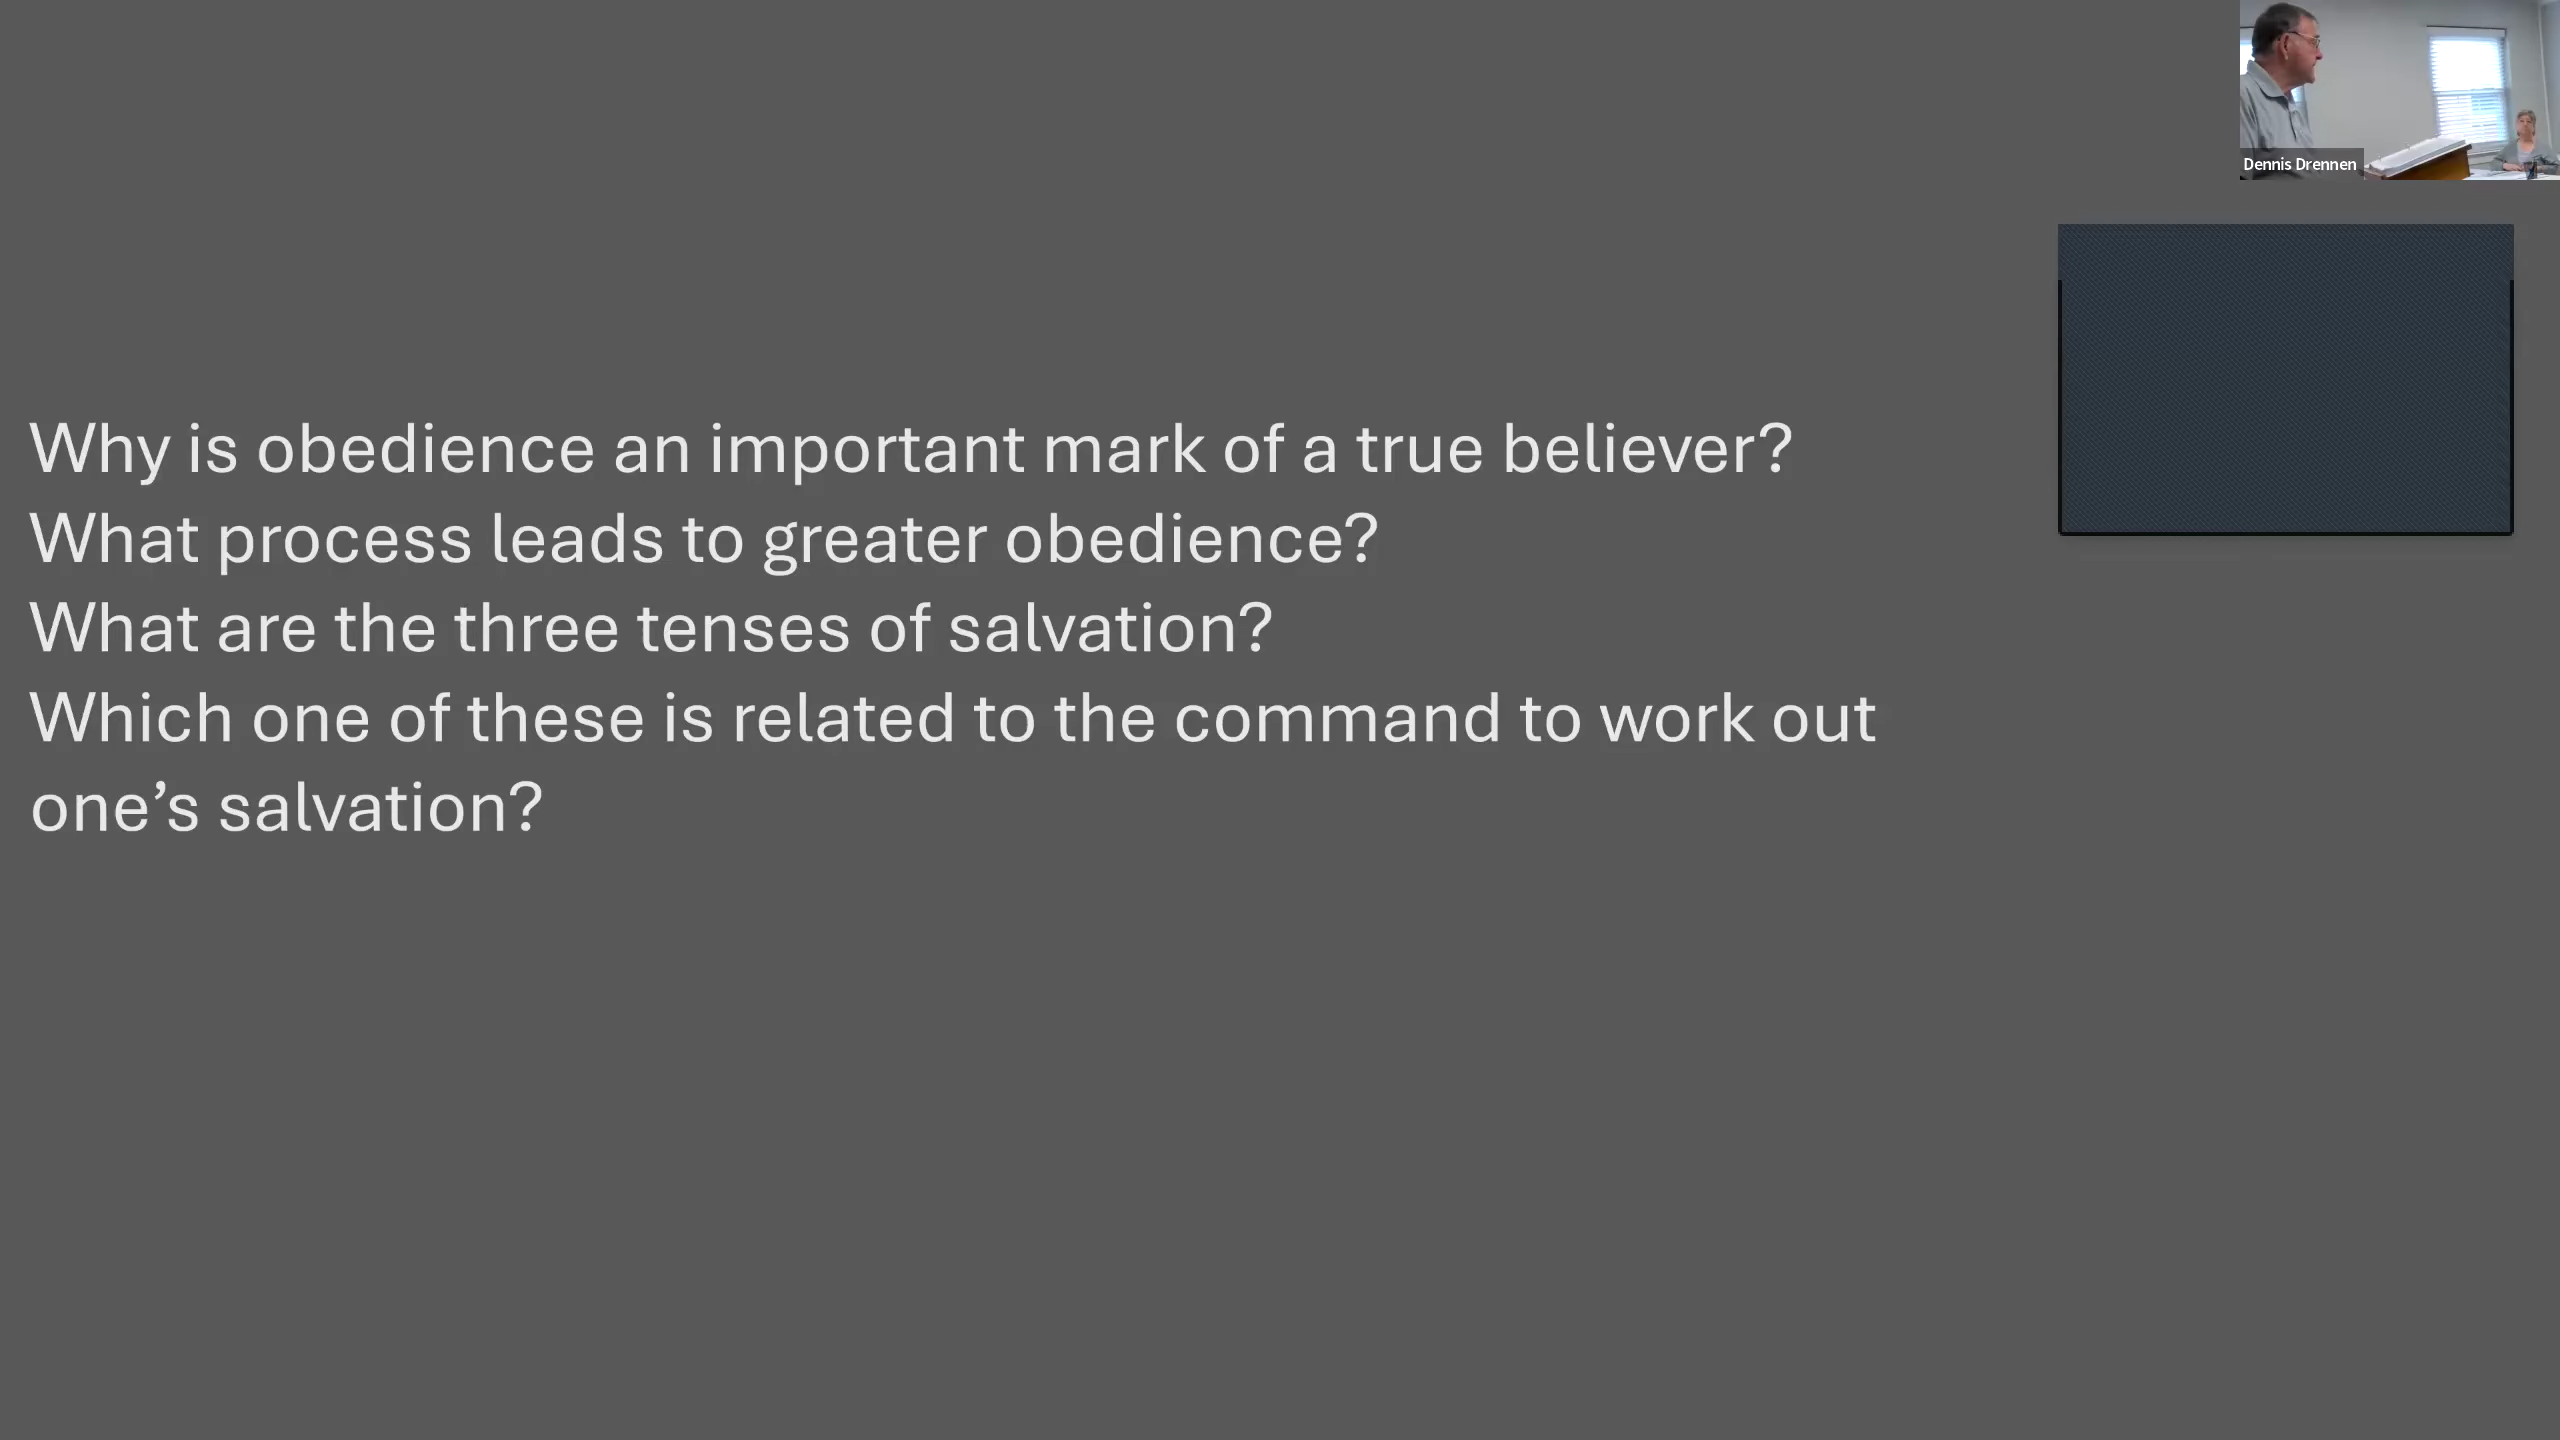 Dennis Drennen
Why is obedience an important mark of a true believer?
What process leads to greater obedience?
What are the three tenses of salvation?
Which one of these is related to the command to work out
one’s salvation?